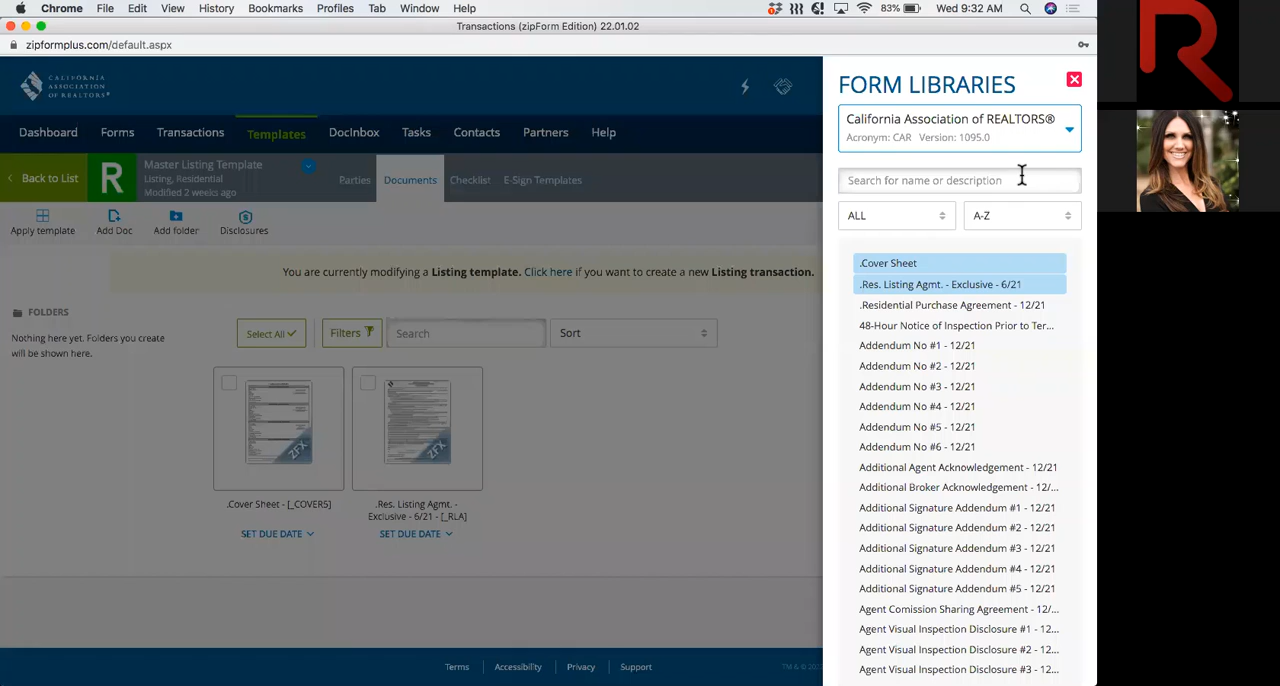 Chrome File Edit View History Bookmarks Profiles Tab Window Help 83% Wed 9:32 AM
Transactions (zipForm Edition) 22.01.02
zipformplus.com/default.aspx
CALIFORNIA
ASSOCIATION
OF REALTORS®
Dashboard Forms Transactions Templates DocInbox Tasks Contacts Partners Help
Back to List
R
Master Listing Template
Listing, Residential
Modified 2 weeks ago
Parties Documents Checklist E-Sign Templates
Apply template Add Doc Add folder Disclosures
You are currently modifying a Listing template. Click here if you want to create a new Listing transaction.
FOLDERS
Nothing here yet. Folders you create
will be shown here.
Select All Filters Search Sort
ZFX
ZFX
.Cover Sheet - [_COVER5]
SET DUE DATE
.Res. Listing Agmt. -
Exclusive - 6/21 - [_RLA]
SET DUE DATE
Terms Accessibility Privacy Support
FORM LIBRARIES
California Association of REALTORS®
Acronym: CAR Version: 1095.0
Search for name or description
ALL A-Z
.Cover Sheet
.Res. Listing Agmt. - Exclusive - 6/21
.Residential Purchase Agreement - 12/21
48-Hour Notice of Inspection Prior to Ter...
Addendum No #1 - 12/21
Addendum No #2 - 12/21
Addendum No #3 - 12/21
Addendum No #4 - 12/21
Addendum No #5 - 12/21
Addendum No #6 - 12/21
Additional Agent Acknowledgement - 12/21
Additional Broker Acknowledgement - 12/...
Additional Signature Addendum #1 - 12/21
Additional Signature Addendum #2 - 12/21
Additional Signature Addendum #3 - 12/21
Additional Signature Addendum #4 - 12/21
Additional Signature Addendum #5 - 12/21
Agent Comission Sharing Agreement - 12/...
Agent Visual Inspection Disclosure #1 - 12...
Agent Visual Inspection Disclosure #2 - 12...
Agent Visual Inspection Disclosure #3 - 12...
R